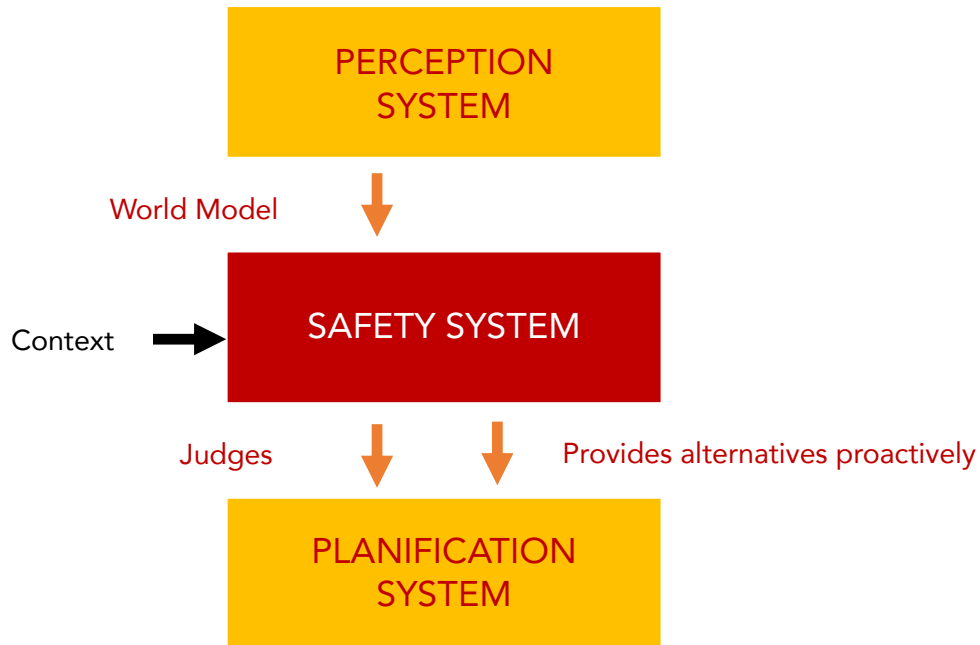 PERCEPTION
SYSTEM
World Model
SAFETY SYSTEM
Context
Judges
Provides alternatives proactively
PLANIFICATION
SYSTEM